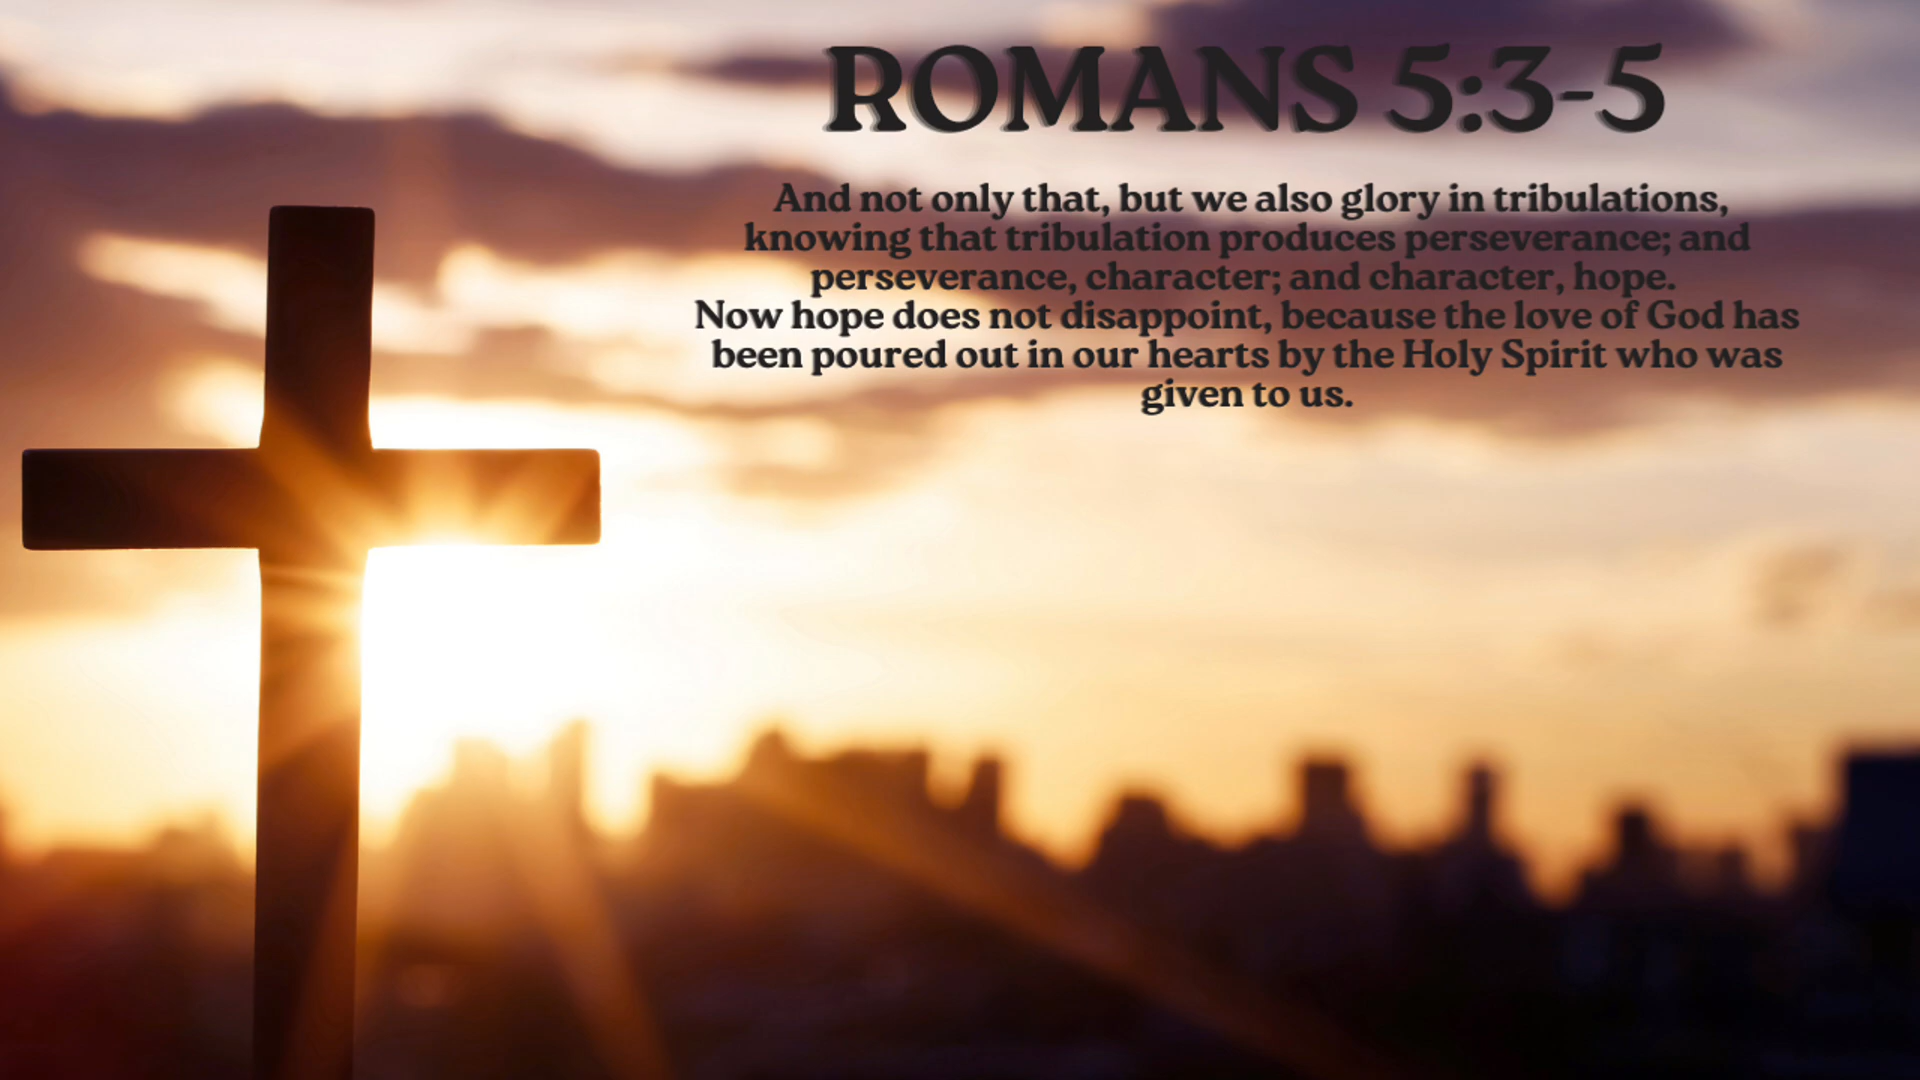 ROMANS 5:3-5
And not only that, but we also glory in tribulations,
knowing that tribulation produces perseverance; and
perseverance, character; and character, hope.
Now hope does not disappoint, because the love of God has
been poured out in our hearts by the Holy Spirit who was
given to us.